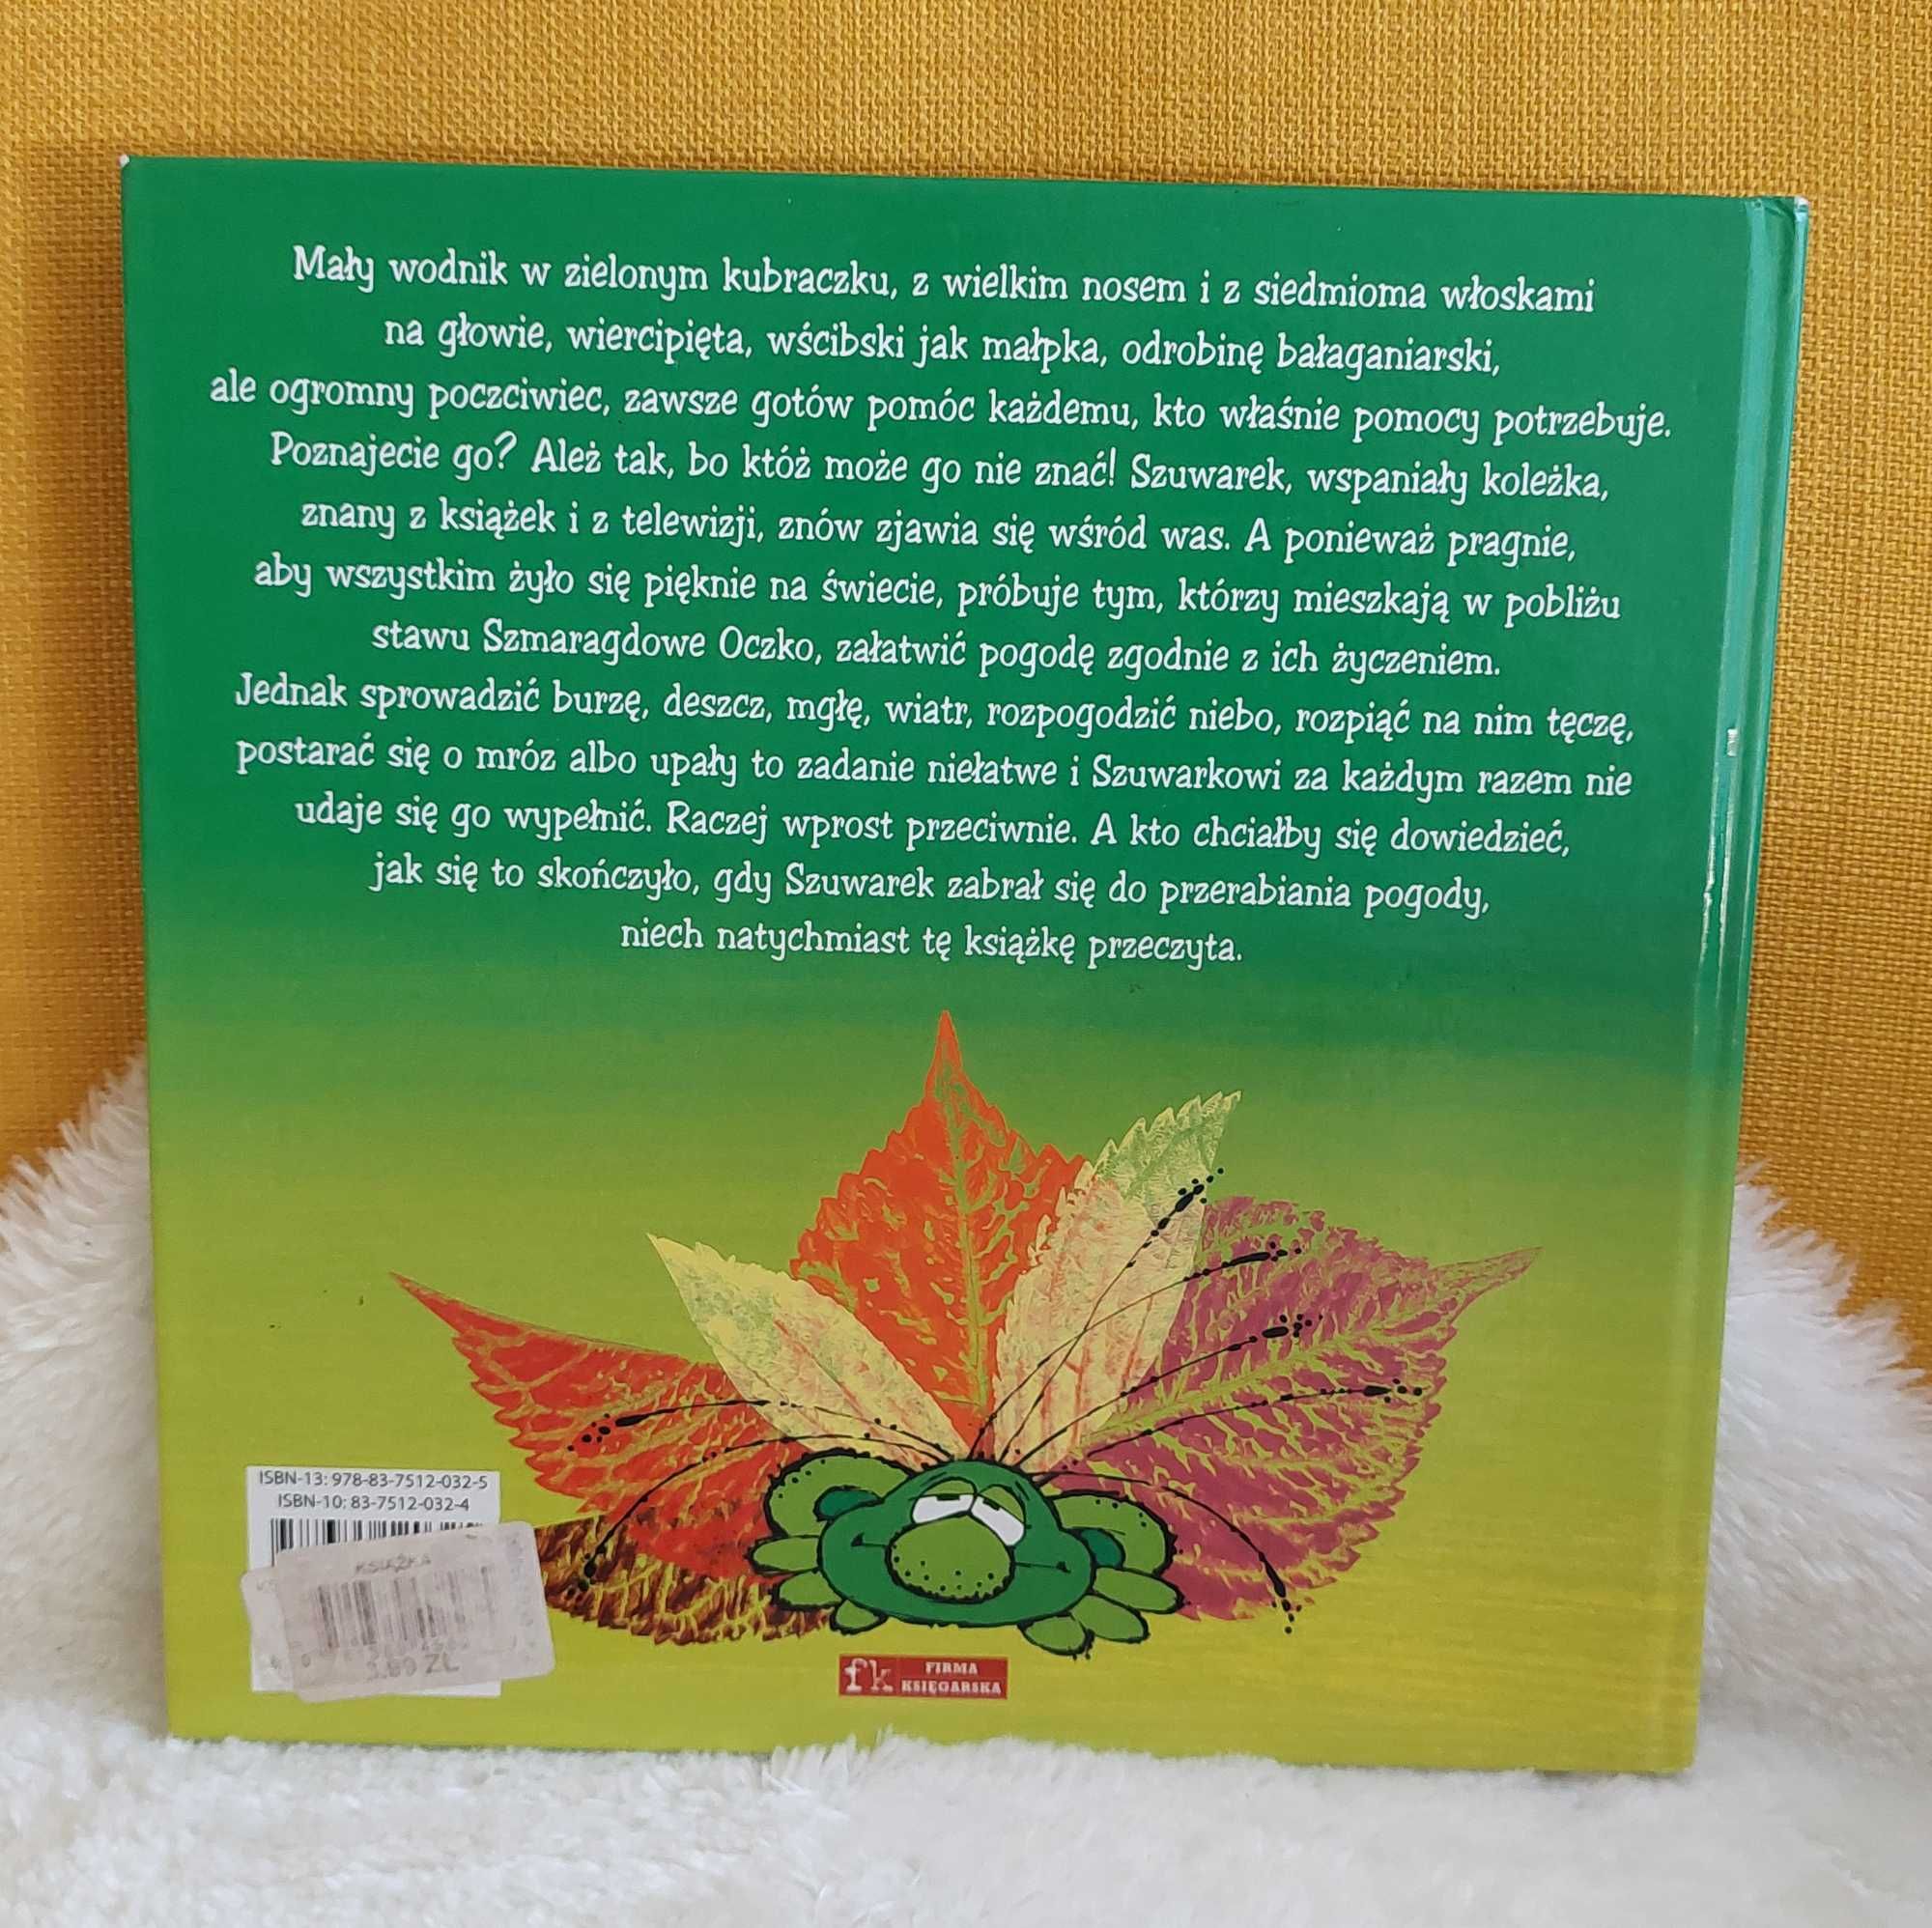 Mały wodnik w zielonym kubraczku, z wielkim nosem i z siedmioma włoskami
na głowie, wiercipięta, wścibski jak małpka, odrobinę bałaganiarski,
ale ogromny poczciwiec, zawsze gotów pomóc każdemu, kto właśnie pomocy potrzebuje.
Poznajecie go? Ależ tak, bo któż może go nie znać! Szuwarek, wspaniały koleżka,
znany z książek i z telewizji, znów zjawia się wśród was. A ponieważ pragnie,
aby wszystkim żyło się pięknie na świecie, próbuje tym, którzy mieszkają w pobliżu
stawu Szmaragdowe Oczko, załatwić pogodę zgodnie z ich życzeniem.
Jednak sprowadzić burzę, deszcz, mgłę, wiatr, rozpogodzić niebo, rozpiąć na nim tęczę,
postarać się o mróz albo upały to zadanie niełatwe i Szuwarkowi za każdym razem nie
udaje się go wypełnić. Raczej wprost przeciwnie. A kto chciałby się dowiedzieć,
jak się to skończyło, gdy Szuwarek zabrał się do przerabiania pogody,
niech natychmiast tę książkę przeczyta.
ISBN-13: 978-83-7512-032-5
ISBN-10: 83-7512-032-4
KSIĄŻKA
ZŁ
fk FIRMA
KSIĘGARSKA